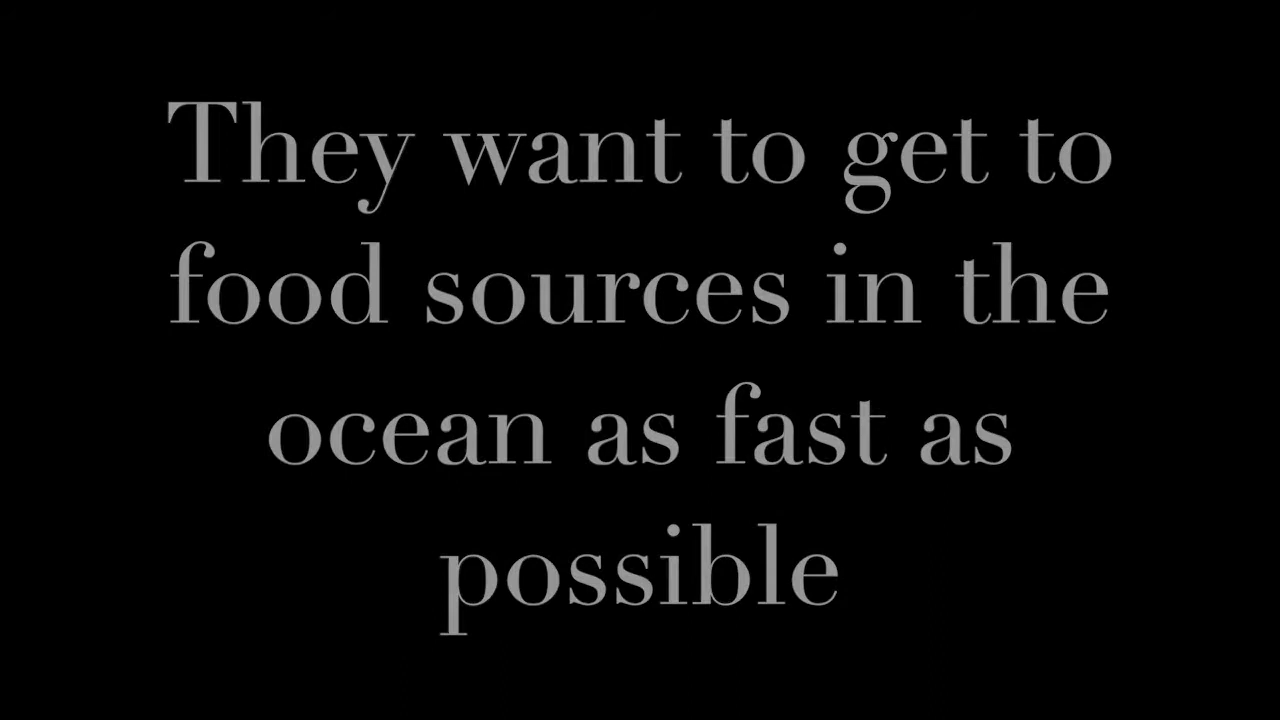 They want to get to
food sources in the
ocean as fast as
possible